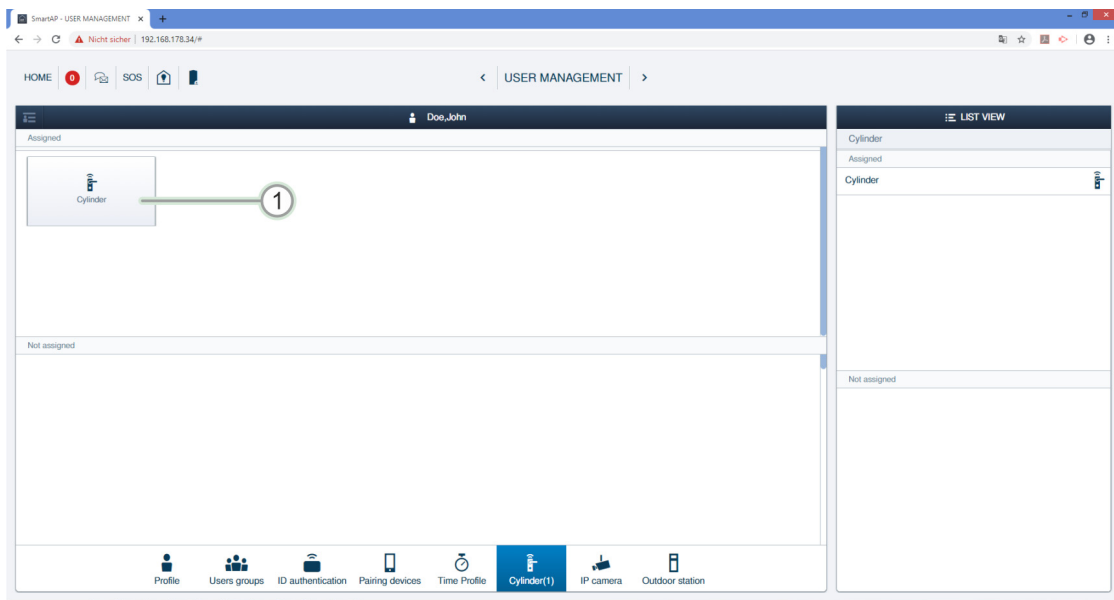 SmartAP - USER MANAGEMENT
Nicht sicher | 192.168.178.34/#
HOME 0 SOS < USER MANAGEMENT >
Doe,John
Assigned
Cylinder
1
Not assigned
Profile Users groups ID authentication Pairing devices Time Profile Cylinder(1) IP camera Outdoor station
LIST VIEW
Cylinder
Assigned
Cylinder
Not assigned